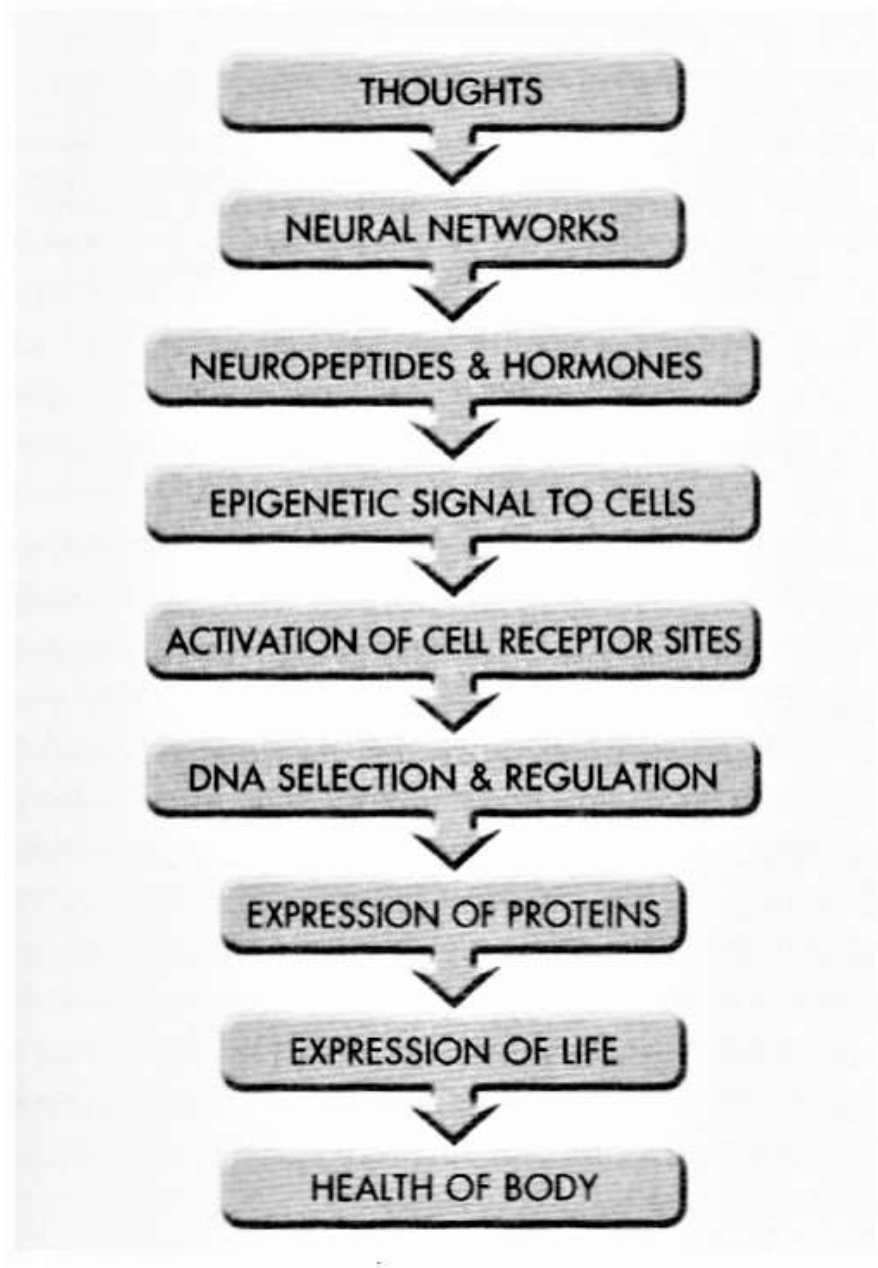 THOUGHTS
NEURAL NETWORKS
NEUROPEPTIDES & HORMONES
EPIGENETIC SIGNAL TO CELLS
ACTIVATION OF CELL RECEPTOR SITES
DNA SELECTION & REGULATION
EXPRESSION OF PROTEINS
EXPRESSION OF LIFE
HEALTH OF BODY